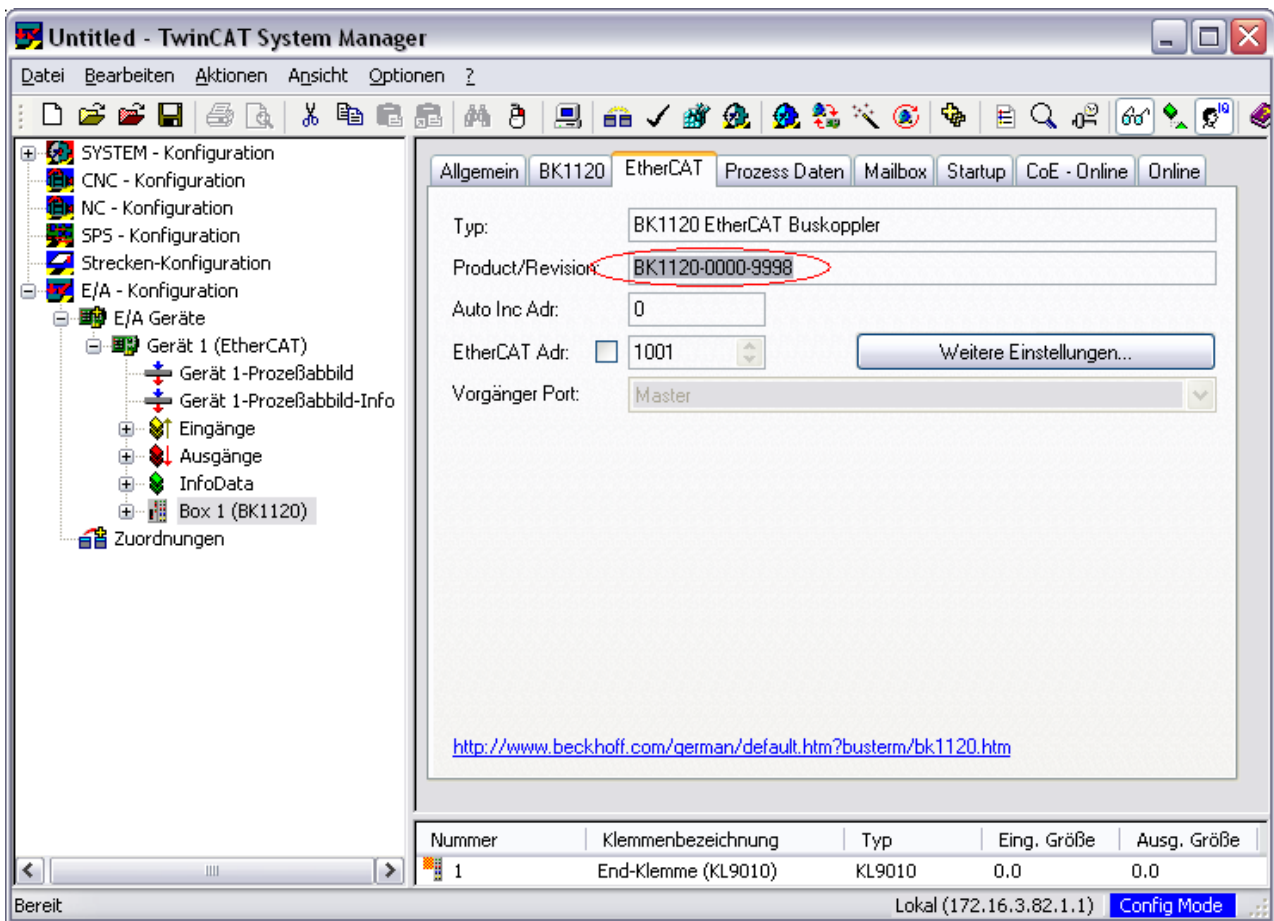 Untitled - TwinCAT System Manager
Datei Bearbeiten Aktionen Ansicht Optionen ?
SYSTEM - Konfiguration
CNC - Konfiguration
NC - Konfiguration
SPS - Konfiguration
Strecken-Konfiguration
E/A - Konfiguration
E/A Geräte
Gerät 1 (EtherCAT)
Gerät 1-Prozeßabbild
Gerät 1-Prozeßabbild-Info
Eingänge
Ausgänge
InfoData
Box 1 (BK1120)
Zuordnungen
Allgemein BK1120 EtherCAT Prozess Daten Mailbox Startup CoE - Online Online
Typ: BK1120 EtherCAT Buskoppler
Product/Revision: BK1120-0000-9998
Auto Inc Adr: 0
EtherCAT Adr: 1001 Weitere Einstellungen...
Vorgänger Port: Master
http://www.beckhoff.com/german/default.htm?busterm/bk1120.htm
Nummer Klemmenbezeichnung Typ Eing. Größe Ausg. Größe
1 End-Klemme (KL9010) KL9010 0.0 0.0
Bereit Lokal (172.16.3.82.1.1) Config Mode